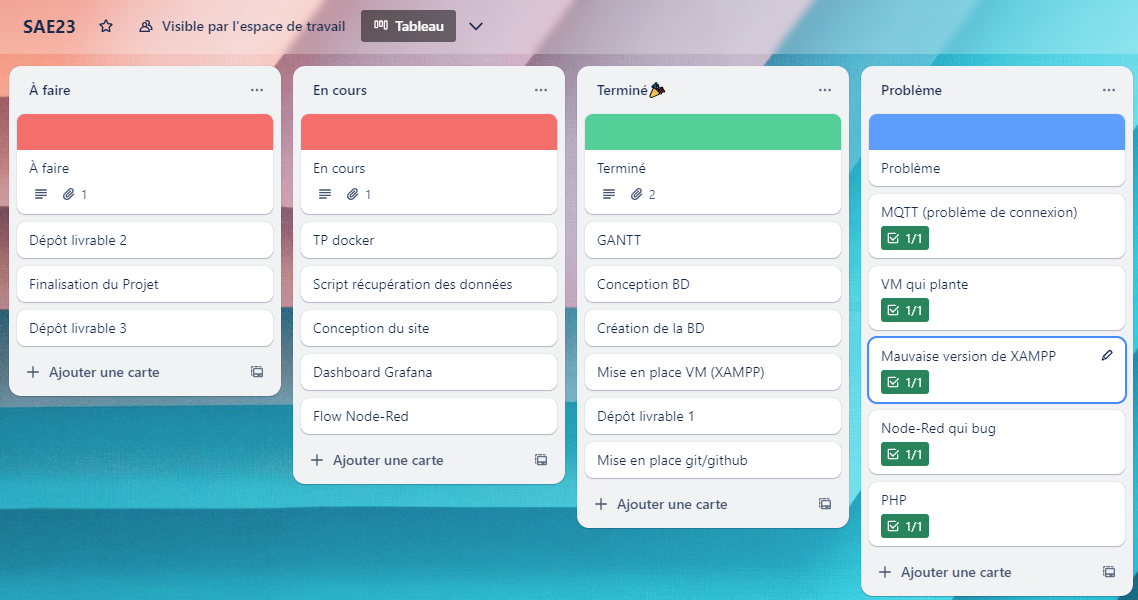 SAE23
Visible par l'espace de travail
Tableau
À faire
À faire
1
Dépôt livrable 2
Finalisation du Projet
Dépôt livrable 3
Ajouter une carte
En cours
En cours
1
TP docker
Script récupération des données
Conception du site
Dashboard Grafana
Flow Node-Red
Ajouter une carte
Terminé
Terminé
2
GANTT
Conception BD
Création de la BD
Mise en place VM (XAMPP)
Dépôt livrable 1
Mise en place git/github
Ajouter une carte
Problème
Problème
MQTT (problème de connexion)
1/1
VM qui plante
1/1
Mauvaise version de XAMPP
1/1
Node-Red qui bug
1/1
PHP
1/1
Ajouter une carte